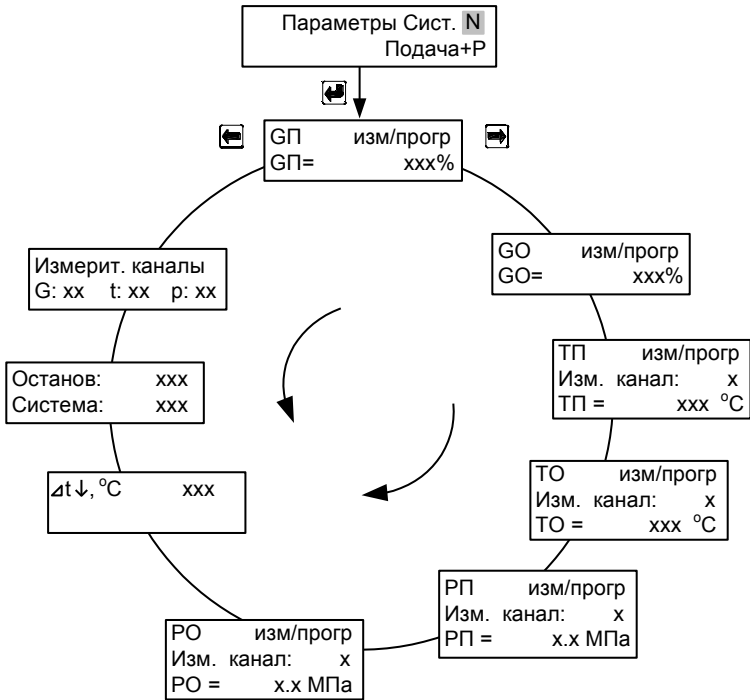 Параметры Сист. N
Подача+Р
GП изм/прогр
GП= xxx%
GO изм/прогр
GO= xxx%
ТП изм/прогр
Изм. канал: x
ТП = xxx °C
ТО изм/прогр
Изм. канал: x
ТО = xxx °C
РП изм/прогр
Изм. канал: x
РП = x.x МПа
РО изм/прогр
Изм. канал: x
РО = x.x МПа
⊿t↓, °C xxx
Останов: xxx
Система: xxx
Измерит. каналы
G: xx t: xx p: xx